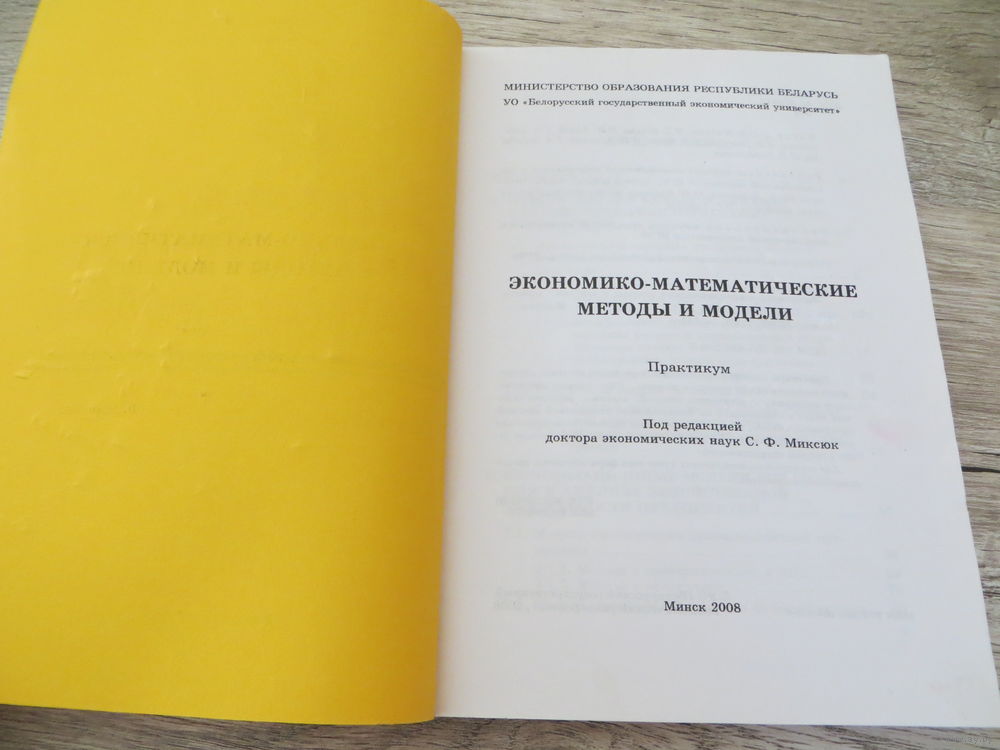 МИНИСТЕРСТВО ОБРАЗОВАНИЯ РЕСПУБЛИКИ БЕЛАРУСЬ
УО «Белорусский государственный экономический университет»
ЭКОНОМИКО-МАТЕМАТИЧЕСКИЕ
МЕТОДЫ И МОДЕЛИ
Практикум
Под редакцией
доктора экономических наук С. Ф. Миксюк
Минск 2008